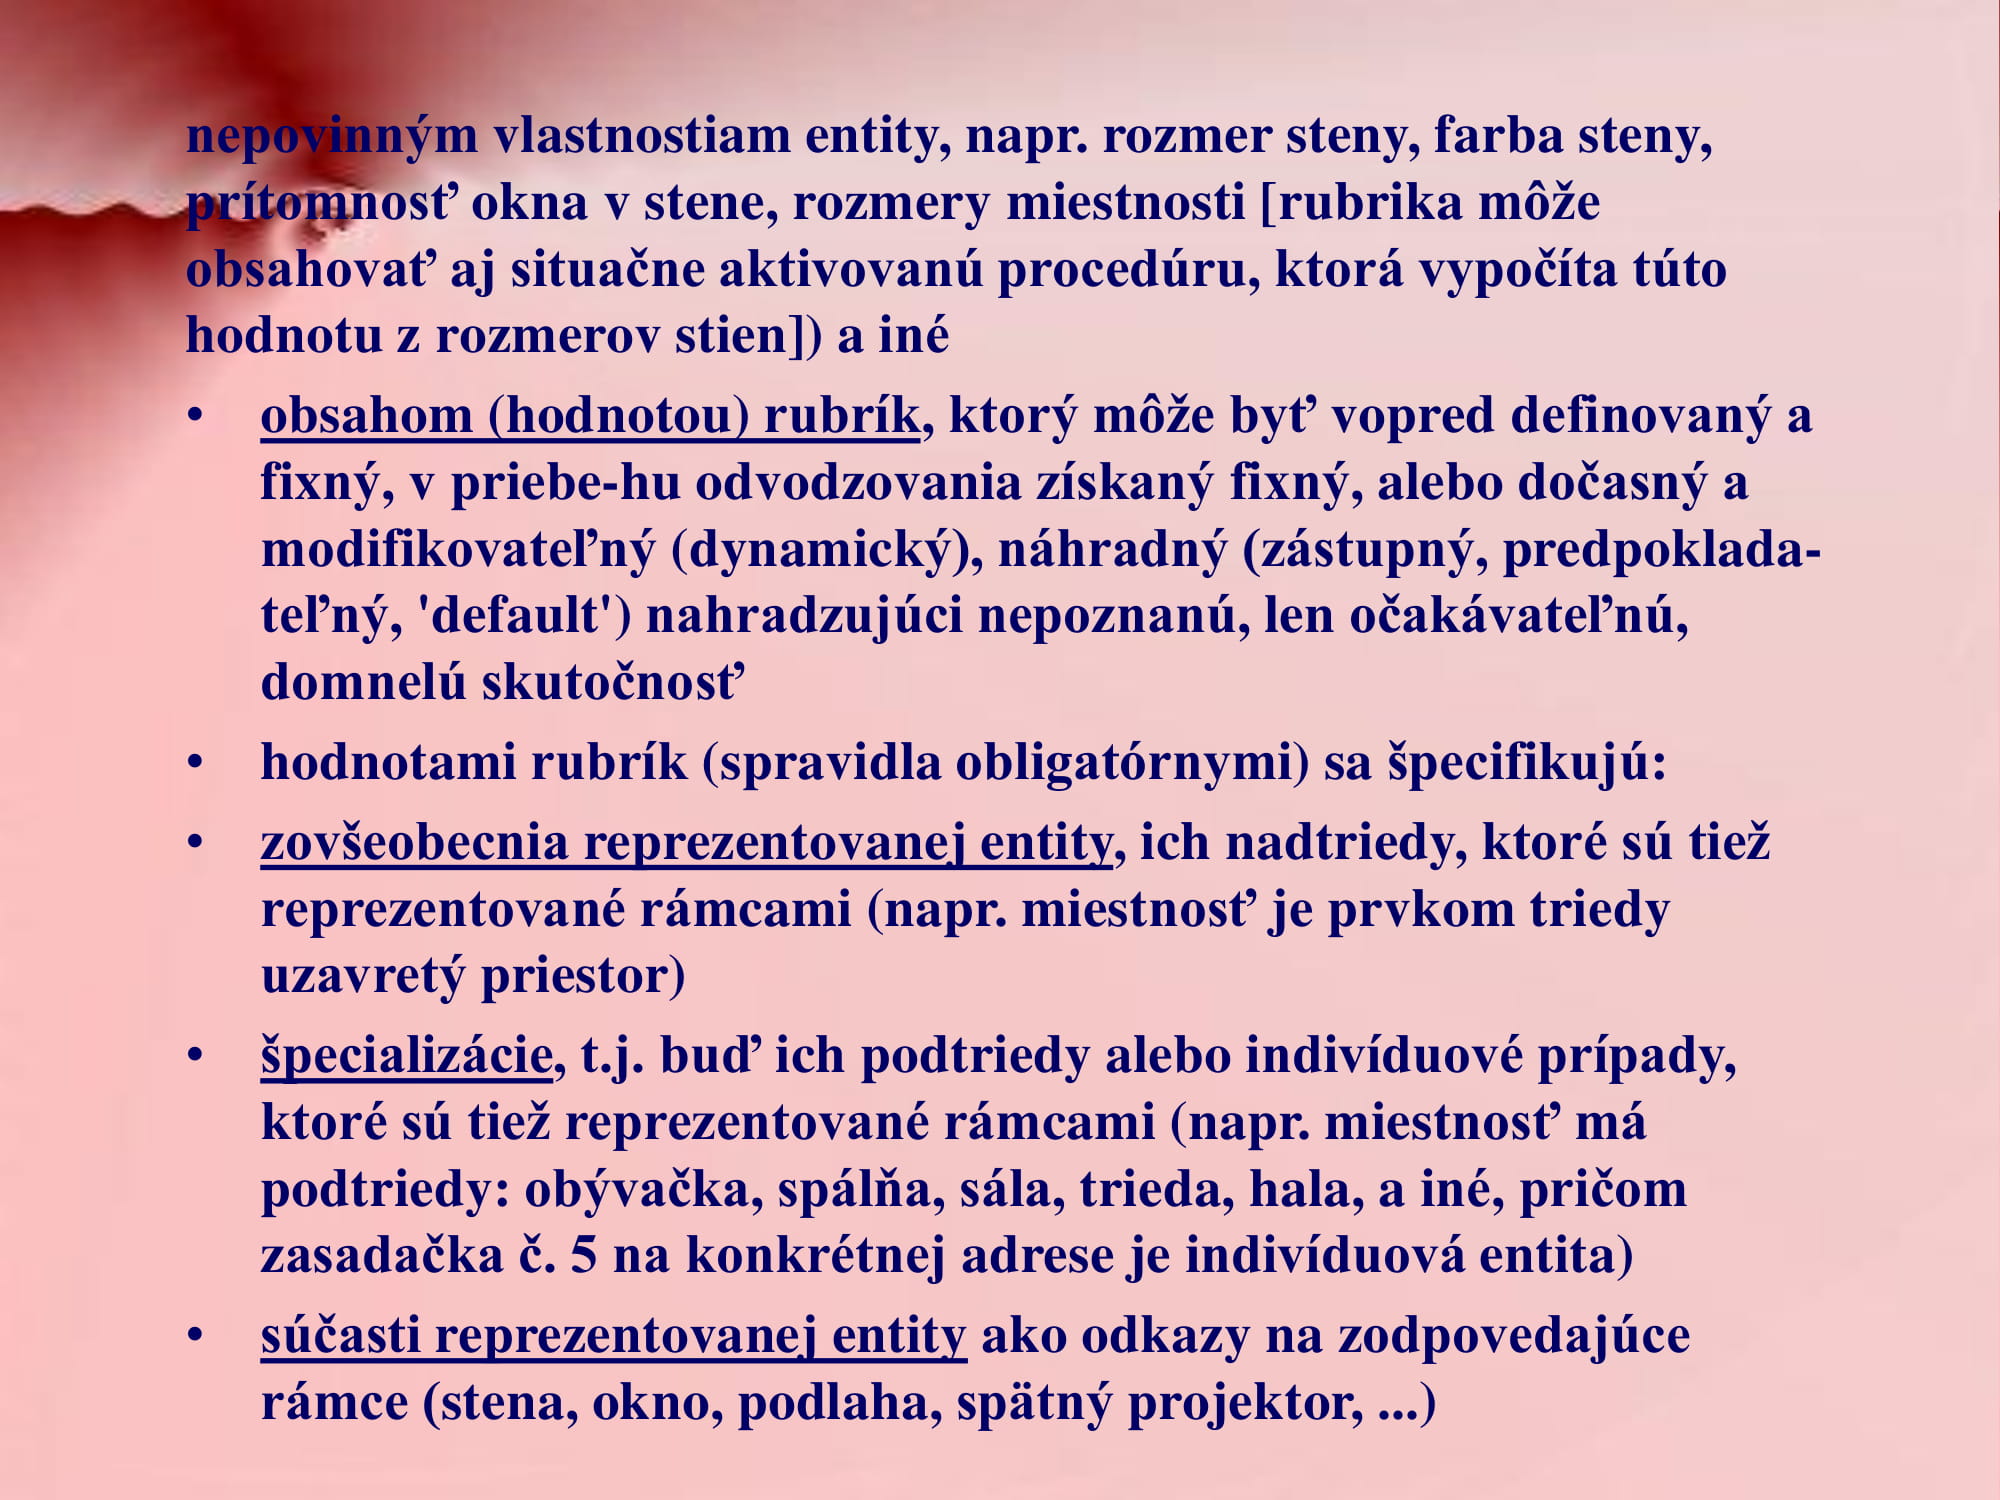 nepovinným vlastnostiam entity, napr. rozmer steny, farba steny,
prítomnosť okna v stene, rozmery miestnosti [rubrika môže
obsahovať aj situačne aktivovanú procedúru, ktorá vypočíta túto
hodnotu z rozmerov stien]) a iné
• obsahom (hodnotou) rubrík, ktorý môže byť vopred definovaný a
fixný, v priebe-hu odvodzovania získaný fixný, alebo dočasný a
modifikovateľný (dynamický), náhradný (zástupný, predpoklada-
teľný, 'default') nahradzujúci nepoznanú, len očakávateľnú,
domnelú skutočnosť
• hodnotami rubrík (spravidla obligatórnymi) sa špecifikujú:
• zovšeobecnia reprezentovanej entity, ich nadtriedy, ktoré sú tiež
reprezentované rámcami (napr. miestnosť je prvkom triedy
uzavretý priestor)
• špecializácie, t.j. buď ich podtriedy alebo indivíduové prípady,
ktoré sú tiež reprezentované rámcami (napr. miestnosť má
podtriedy: obývačka, spálňa, sála, trieda, hala, a iné, pričom
zasadačka č. 5 na konkrétnej adrese je indivíduová entita)
• súčasti reprezentovanej entity ako odkazy na zodpovedajúce
rámce (stena, okno, podlaha, spätný projektor, ...)